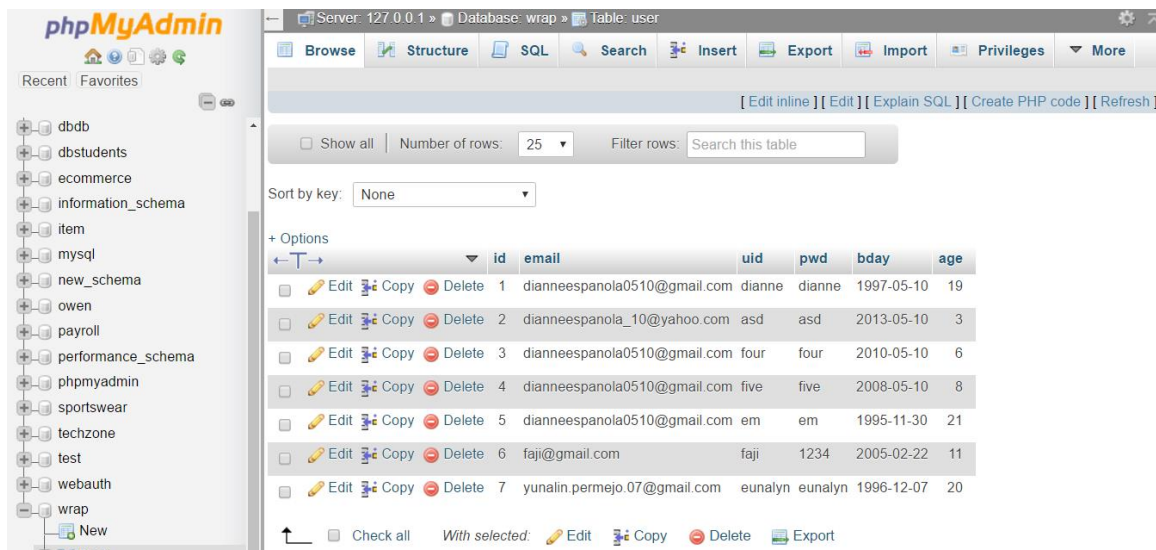 phpMyAdmin
Recent Favorites
dbdb
dbstudents
ecommerce
information_schema
item
mysql
new_schema
owen
payroll
performance_schema
phpmyadmin
sportswear
techzone
test
webauth
wrap
New
Server: 127.0.0.1 » Database: wrap » Table: user
Browse Structure SQL Search Insert Export Import Privileges More
[ Edit inline ] [ Edit ] [ Explain SQL ] [ Create PHP code ] [ Refresh ]
Show all Number of rows: 25 Filter rows: Search this table
Sort by key: None
+ Options
id email uid pwd bday age
Edit Copy Delete 1 dianneespanola0510@gmail.com dianne dianne 1997-05-10 19
Edit Copy Delete 2 dianneespanola_10@yahoo.com asd asd 2013-05-10 3
Edit Copy Delete 3 dianneespanola0510@gmail.com four four 2010-05-10 6
Edit Copy Delete 4 dianneespanola0510@gmail.com five five 2008-05-10 8
Edit Copy Delete 5 dianneespanola0510@gmail.com em em 1995-11-30 21
Edit Copy Delete 6 faji@gmail.com faji 1234 2005-02-22 11
Edit Copy Delete 7 yunalin.permejo.07@gmail.com eunalyn eunalyn 1996-12-07 20
Check all With selected: Edit Copy Delete Export